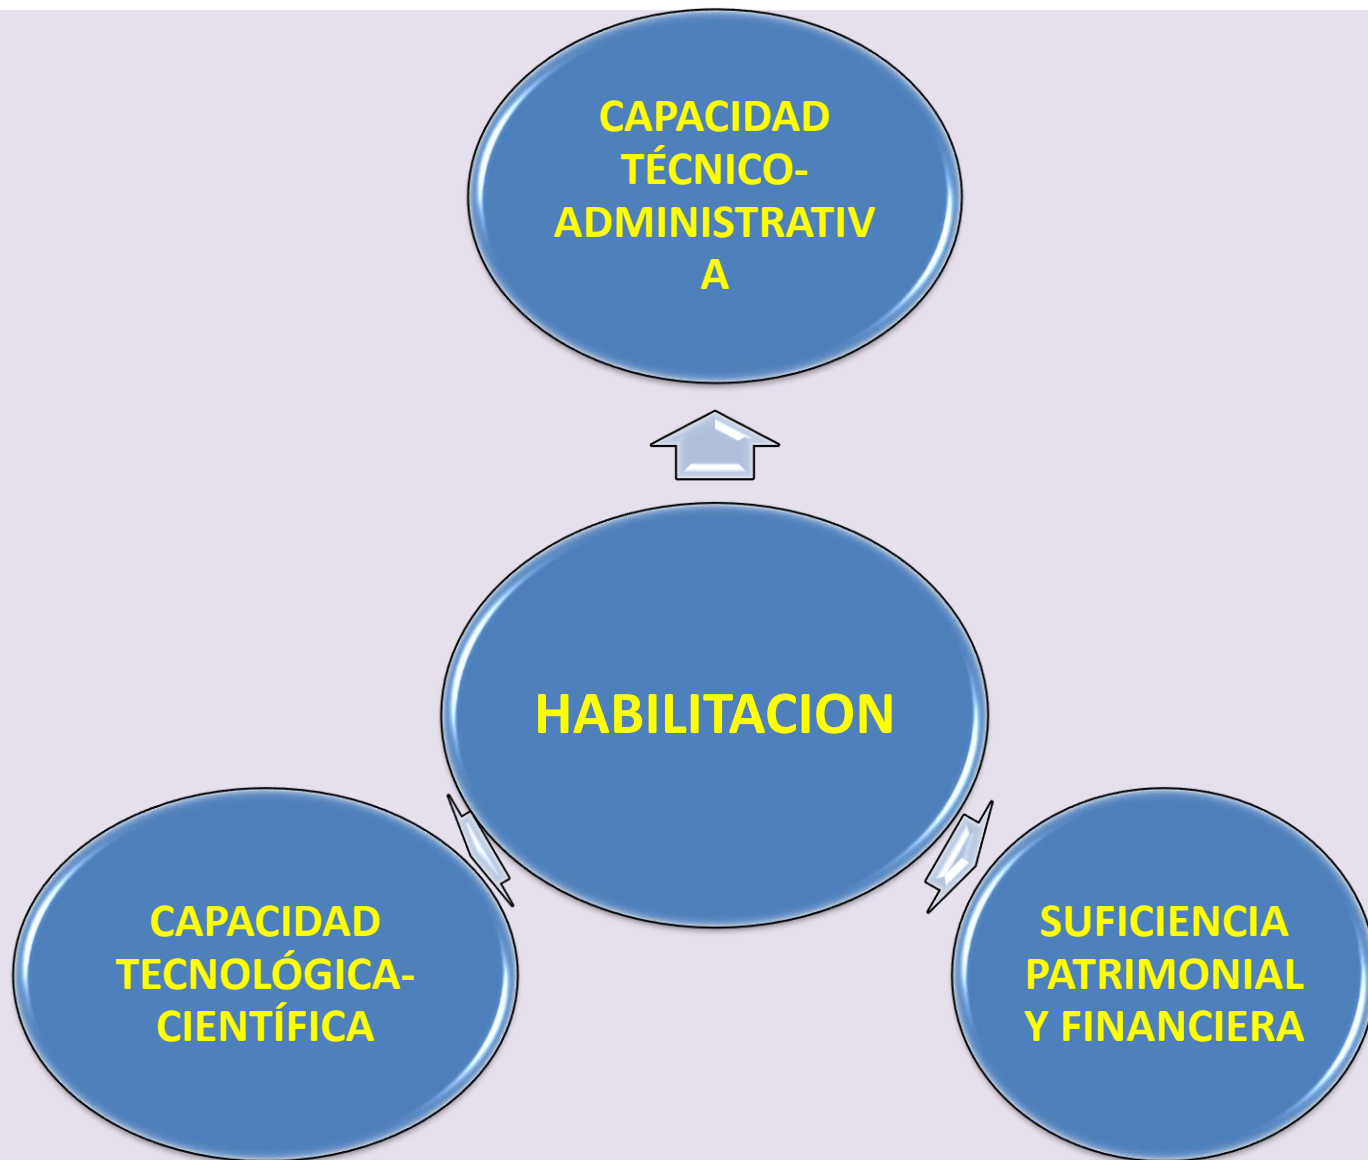 CAPACIDAD
TÉCNICO-
ADMINISTRATIV
A
HABILITACION
CAPACIDAD
TECNOLÓGICA-
CIENTÍFICA
SUFICIENCIA
PATRIMONIAL
Y FINANCIERA